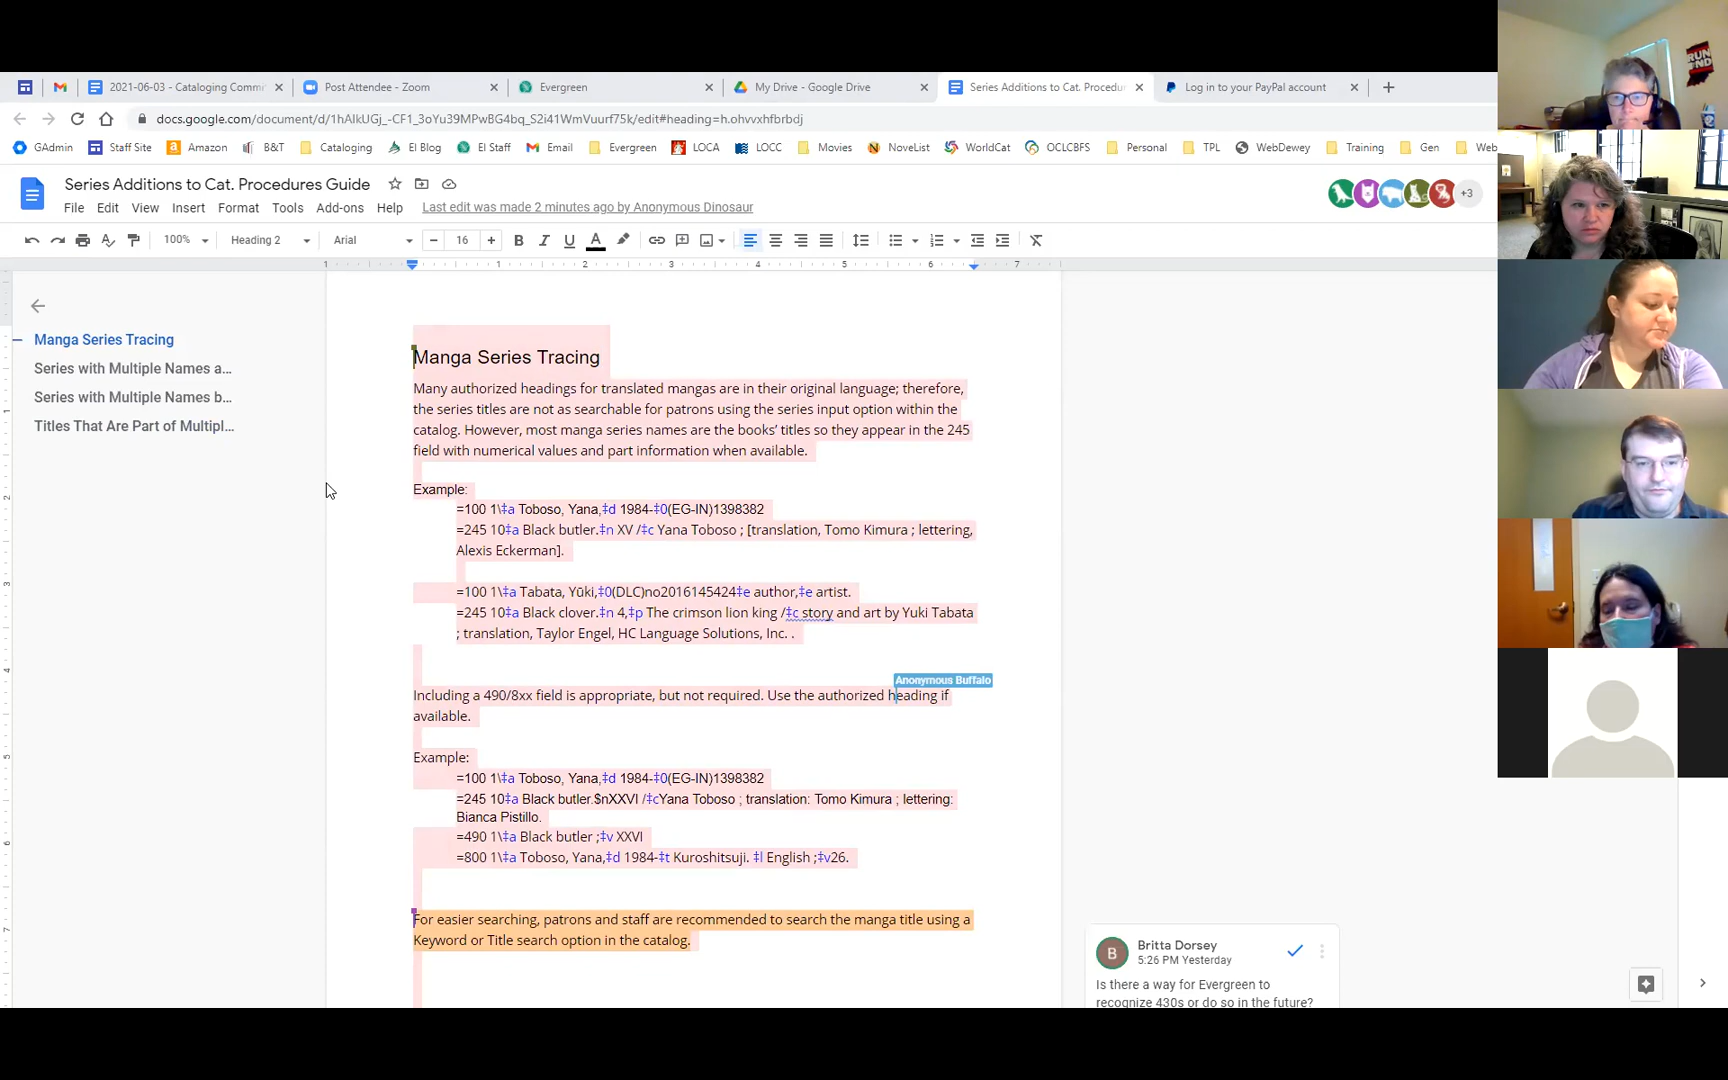 2021-06-03 - Cataloging Commi
Post Attendee - Zoom
Evergreen
My Drive - Google Drive
Series Additions to Cat. Procedur
Log in to your PayPal account
docs.google.com/document/d/1hAIkUGj_-CF1_3oYu39MPwBG4bq_S2i41WmVuurf75k/edit#heading=h.ohvvxhfbrbdj
GAdmin
Staff Site
Amazon
B&T
Cataloging
EI Blog
EI Staff
Email
Evergreen
LOCA
LOCC
Movies
NoveList
WorldCat
OCLCBFS
Personal
TPL
WebDewey
Training
Gen
Web
Series Additions to Cat. Procedures Guide
+3
File Edit View Insert Format Tools Add-ons Help Last edit was made 2 minutes ago by Anonymous Dinosaur
100% Heading 2 Arial 16
1 1 2 3 4 5 6 7
Manga Series Tracing
Series with Multiple Names a...
Series with Multiple Names b...
Titles That Are Part of Multipl...
Manga Series Tracing
Many authorized headings for translated mangas are in their original language; therefore,
the series titles are not as searchable for patrons using the series input option within the
catalog. However, most manga series names are the books’ titles so they appear in the 245
field with numerical values and part information when available.
Example:
=100 1\‡a Toboso, Yana,‡d 1984-‡0(EG-IN)1398382
=245 10‡a Black butler.‡n XV /‡c Yana Toboso ; [translation, Tomo Kimura ; lettering,
Alexis Eckerman].
=100 1\‡a Tabata, Yūki,‡0(DLC)no2016145424‡e author,‡e artist.
=245 10‡a Black clover.‡n 4,‡p The crimson lion king /‡c story and art by Yuki Tabata
; translation, Taylor Engel, HC Language Solutions, Inc. .
Anonymous Buffalo
Including a 490/8xx field is appropriate, but not required. Use the authorized heading if
available.
Example:
=100 1\‡a Toboso, Yana,‡d 1984-‡0(EG-IN)1398382
=245 10‡a Black butler.$nXXVI /‡cYana Toboso ; translation: Tomo Kimura ; lettering:
Bianca Pistillo.
=490 1\‡a Black butler ;‡v XXVI
=800 1\‡a Toboso, Yana,‡d 1984-‡t Kuroshitsuji. ‡l English ;‡v26.
For easier searching, patrons and staff are recommended to search the manga title using a
Keyword or Title search option in the catalog.
B
Britta Dorsey
5:26 PM Yesterday
Is there a way for Evergreen to
recognize 430s or do so in the future?
RUN